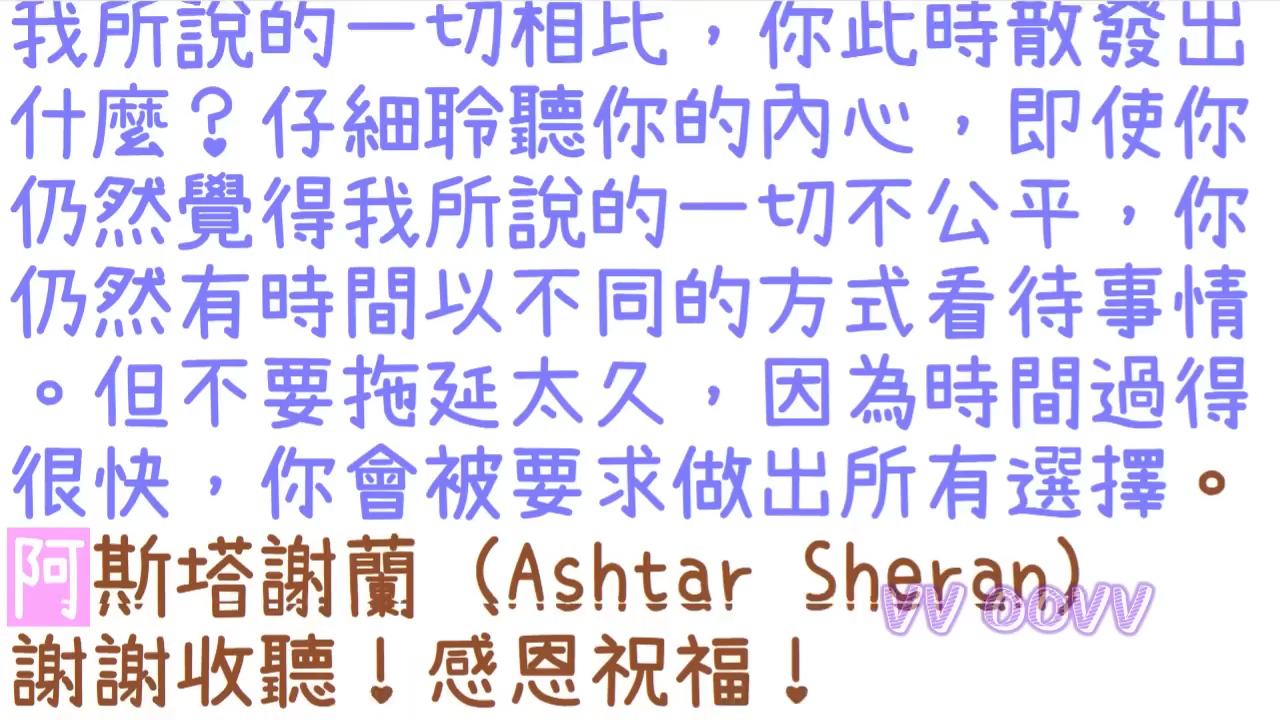 我所說的一切相比，你此時散發出
什麼？仔細聆聽你的內心，即使你
仍然覺得我所說的一切不公平，你
仍然有時間以不同的方式看待事情
。但不要拖延太久，因為時間過得
很快，你會被要求做出所有選擇。
阿斯塔謝蘭（Ashtar Sheran）
vv oovv
謝謝收聽！感恩祝福！